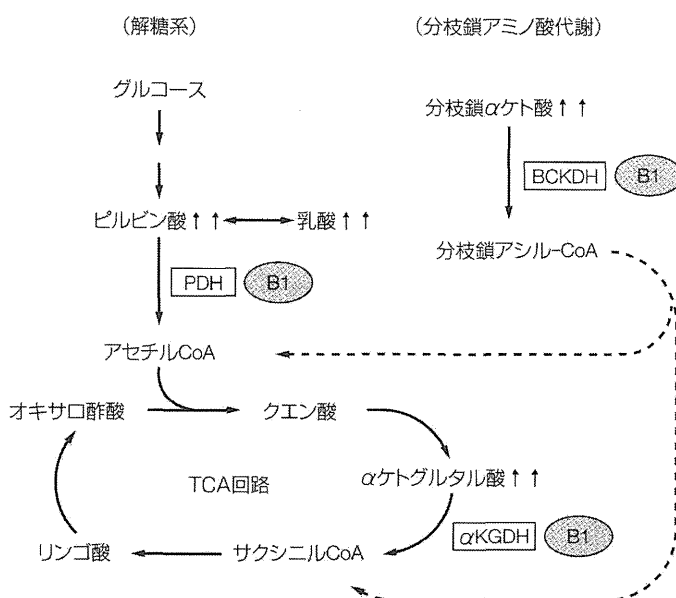 (解糖系)
(分枝鎖アミノ酸代謝)
グルコース
分枝鎖αケト酸↑↑
BCKDH
B1
ピルビン酸↑↑
乳酸↑↑
分枝鎖アシル-CoA
PDH
B1
アセチルCoA
オキサロ酢酸
クエン酸
TCA回路
αケトグルタル酸↑↑
αKGDH
B1
リンゴ酸
サクシニルCoA